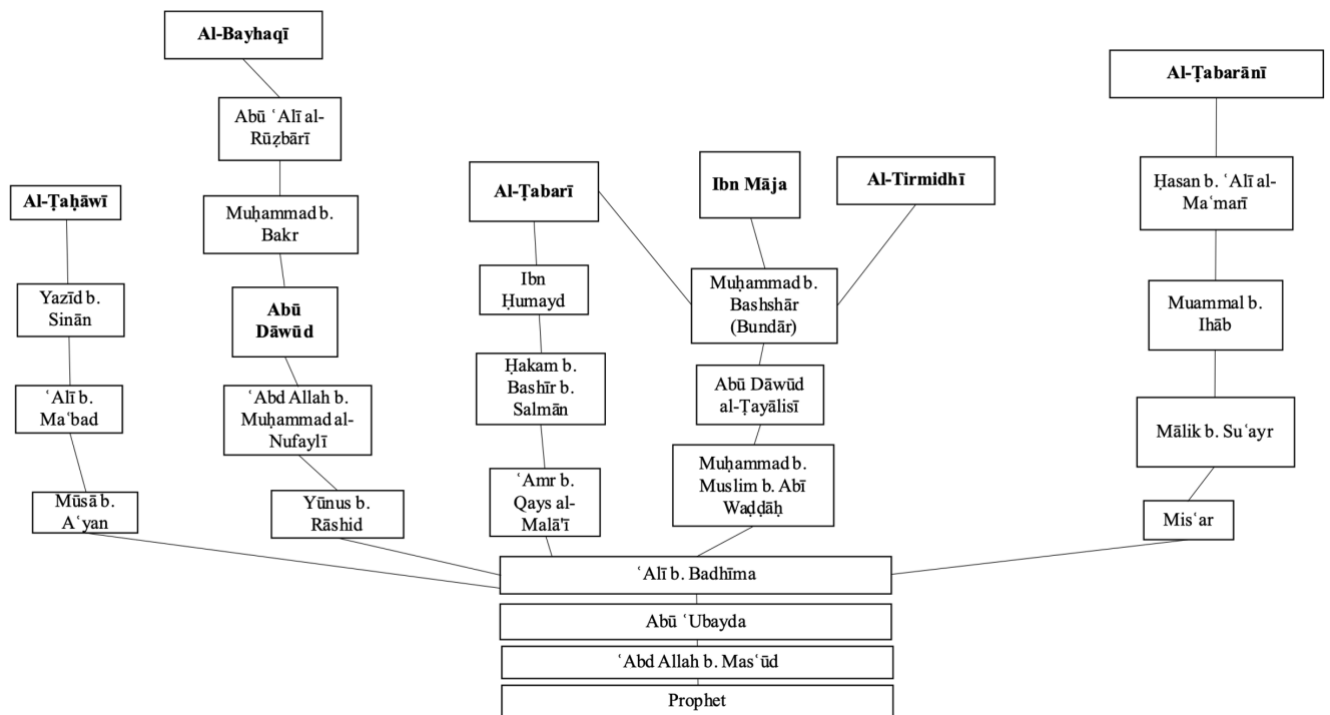 Al-Bayhaqī
Al-Ṭabarānī
Abū ʿAlī al-
Rūẓbārī
Al-Ṭaḥāwī
Muḥammad b.
Bakr
Al-Ṭabarī
Ibn Māja
Al-Tirmidhī
Ḥasan b. ʿAlī al-
Maʿmarī
Yazīd b.
Sinān
Abū
Dāwūd
Ibn
Ḥumayd
Muḥammad b.
Bashshār
(Bundār)
Muammal b.
Ihāb
ʿAlī b.
Maʿbad
ʿAbd Allah b.
Muḥammad al-
Nufaylī
Ḥakam b.
Bashīr b.
Salmān
Abū Dāwūd
al-Ṭayālisī
Mālik b. Suʿayr
Mūsā b.
Aʿyan
Yūnus b.
Rāshid
ʿAmr b.
Qays al-
Malā'ī
Muḥammad b.
Muslim b. Abī
Waḍḍāḥ
Misʿar
ʿAlī b. Badhīma
Abū ʿUbayda
ʿAbd Allah b. Masʿūd
Prophet